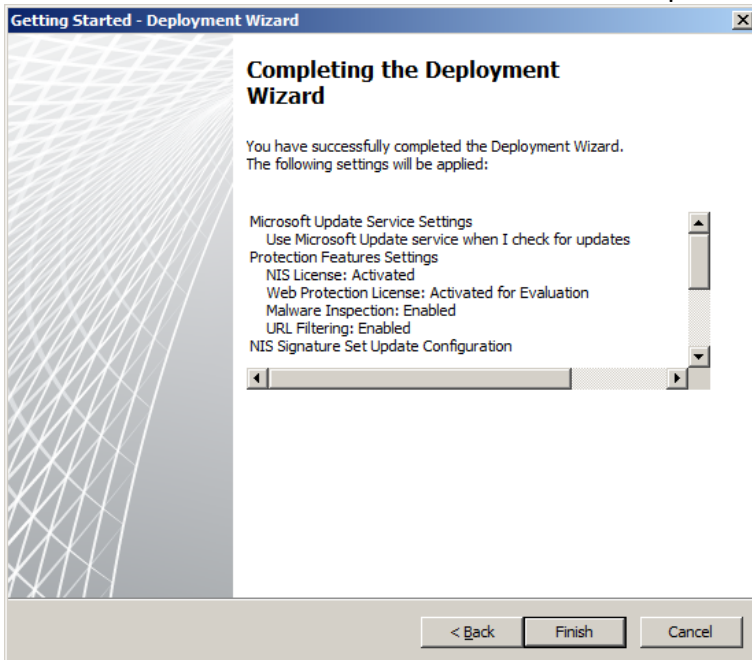 Getting Started - Deployment Wizard
Completing the Deployment
Wizard
You have successfully completed the Deployment Wizard.
The following settings will be applied:
Microsoft Update Service Settings
Use Microsoft Update service when I check for updates
Protection Features Settings
NIS License: Activated
Web Protection License: Activated for Evaluation
Malware Inspection: Enabled
URL Filtering: Enabled
NIS Signature Set Update Configuration
< Back Finish Cancel